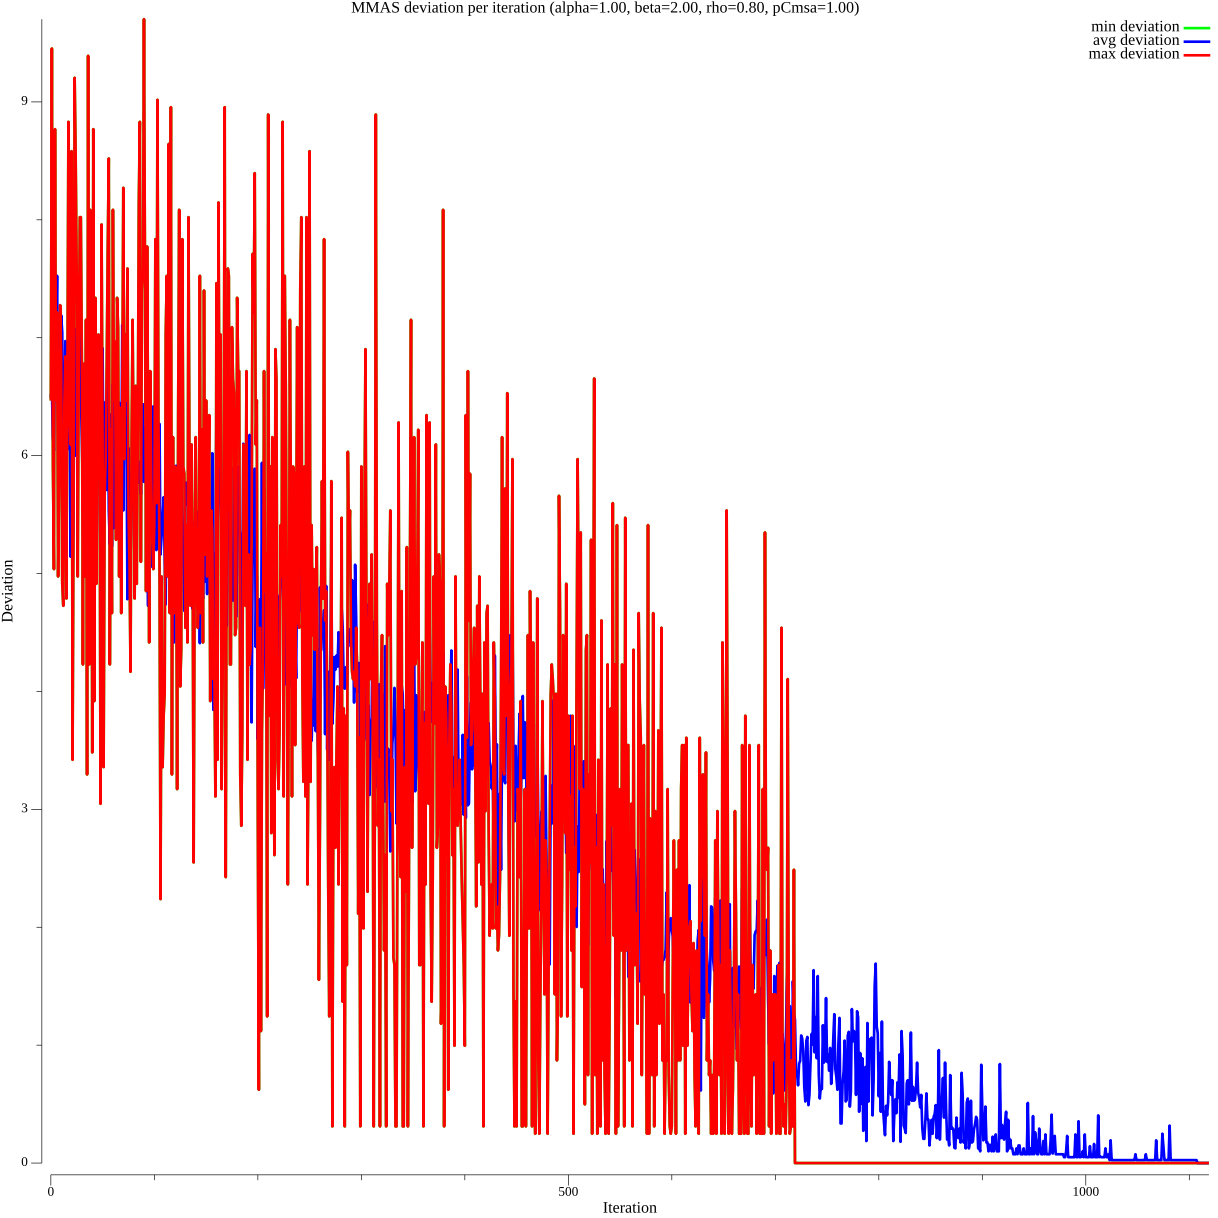 MMAS deviation per iteration (alpha=1.00, beta=2.00, rho=0.80, pCmsa=1.00)
min deviation
avg deviation
max deviation
9
6
3
0
Deviation
0 500 1000
Iteration